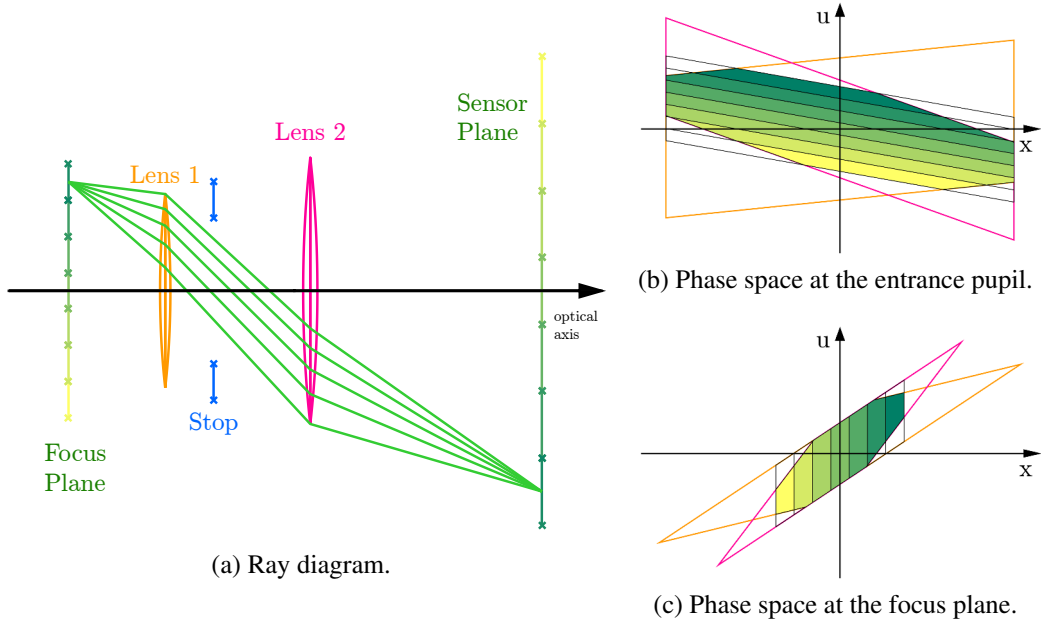 Lens 1
Lens 2
Sensor
Plane
optical
axis
Stop
Focus
Plane
(a) Ray diagram.
u
x
(b) Phase space at the entrance pupil.
u
x
(c) Phase space at the focus plane.